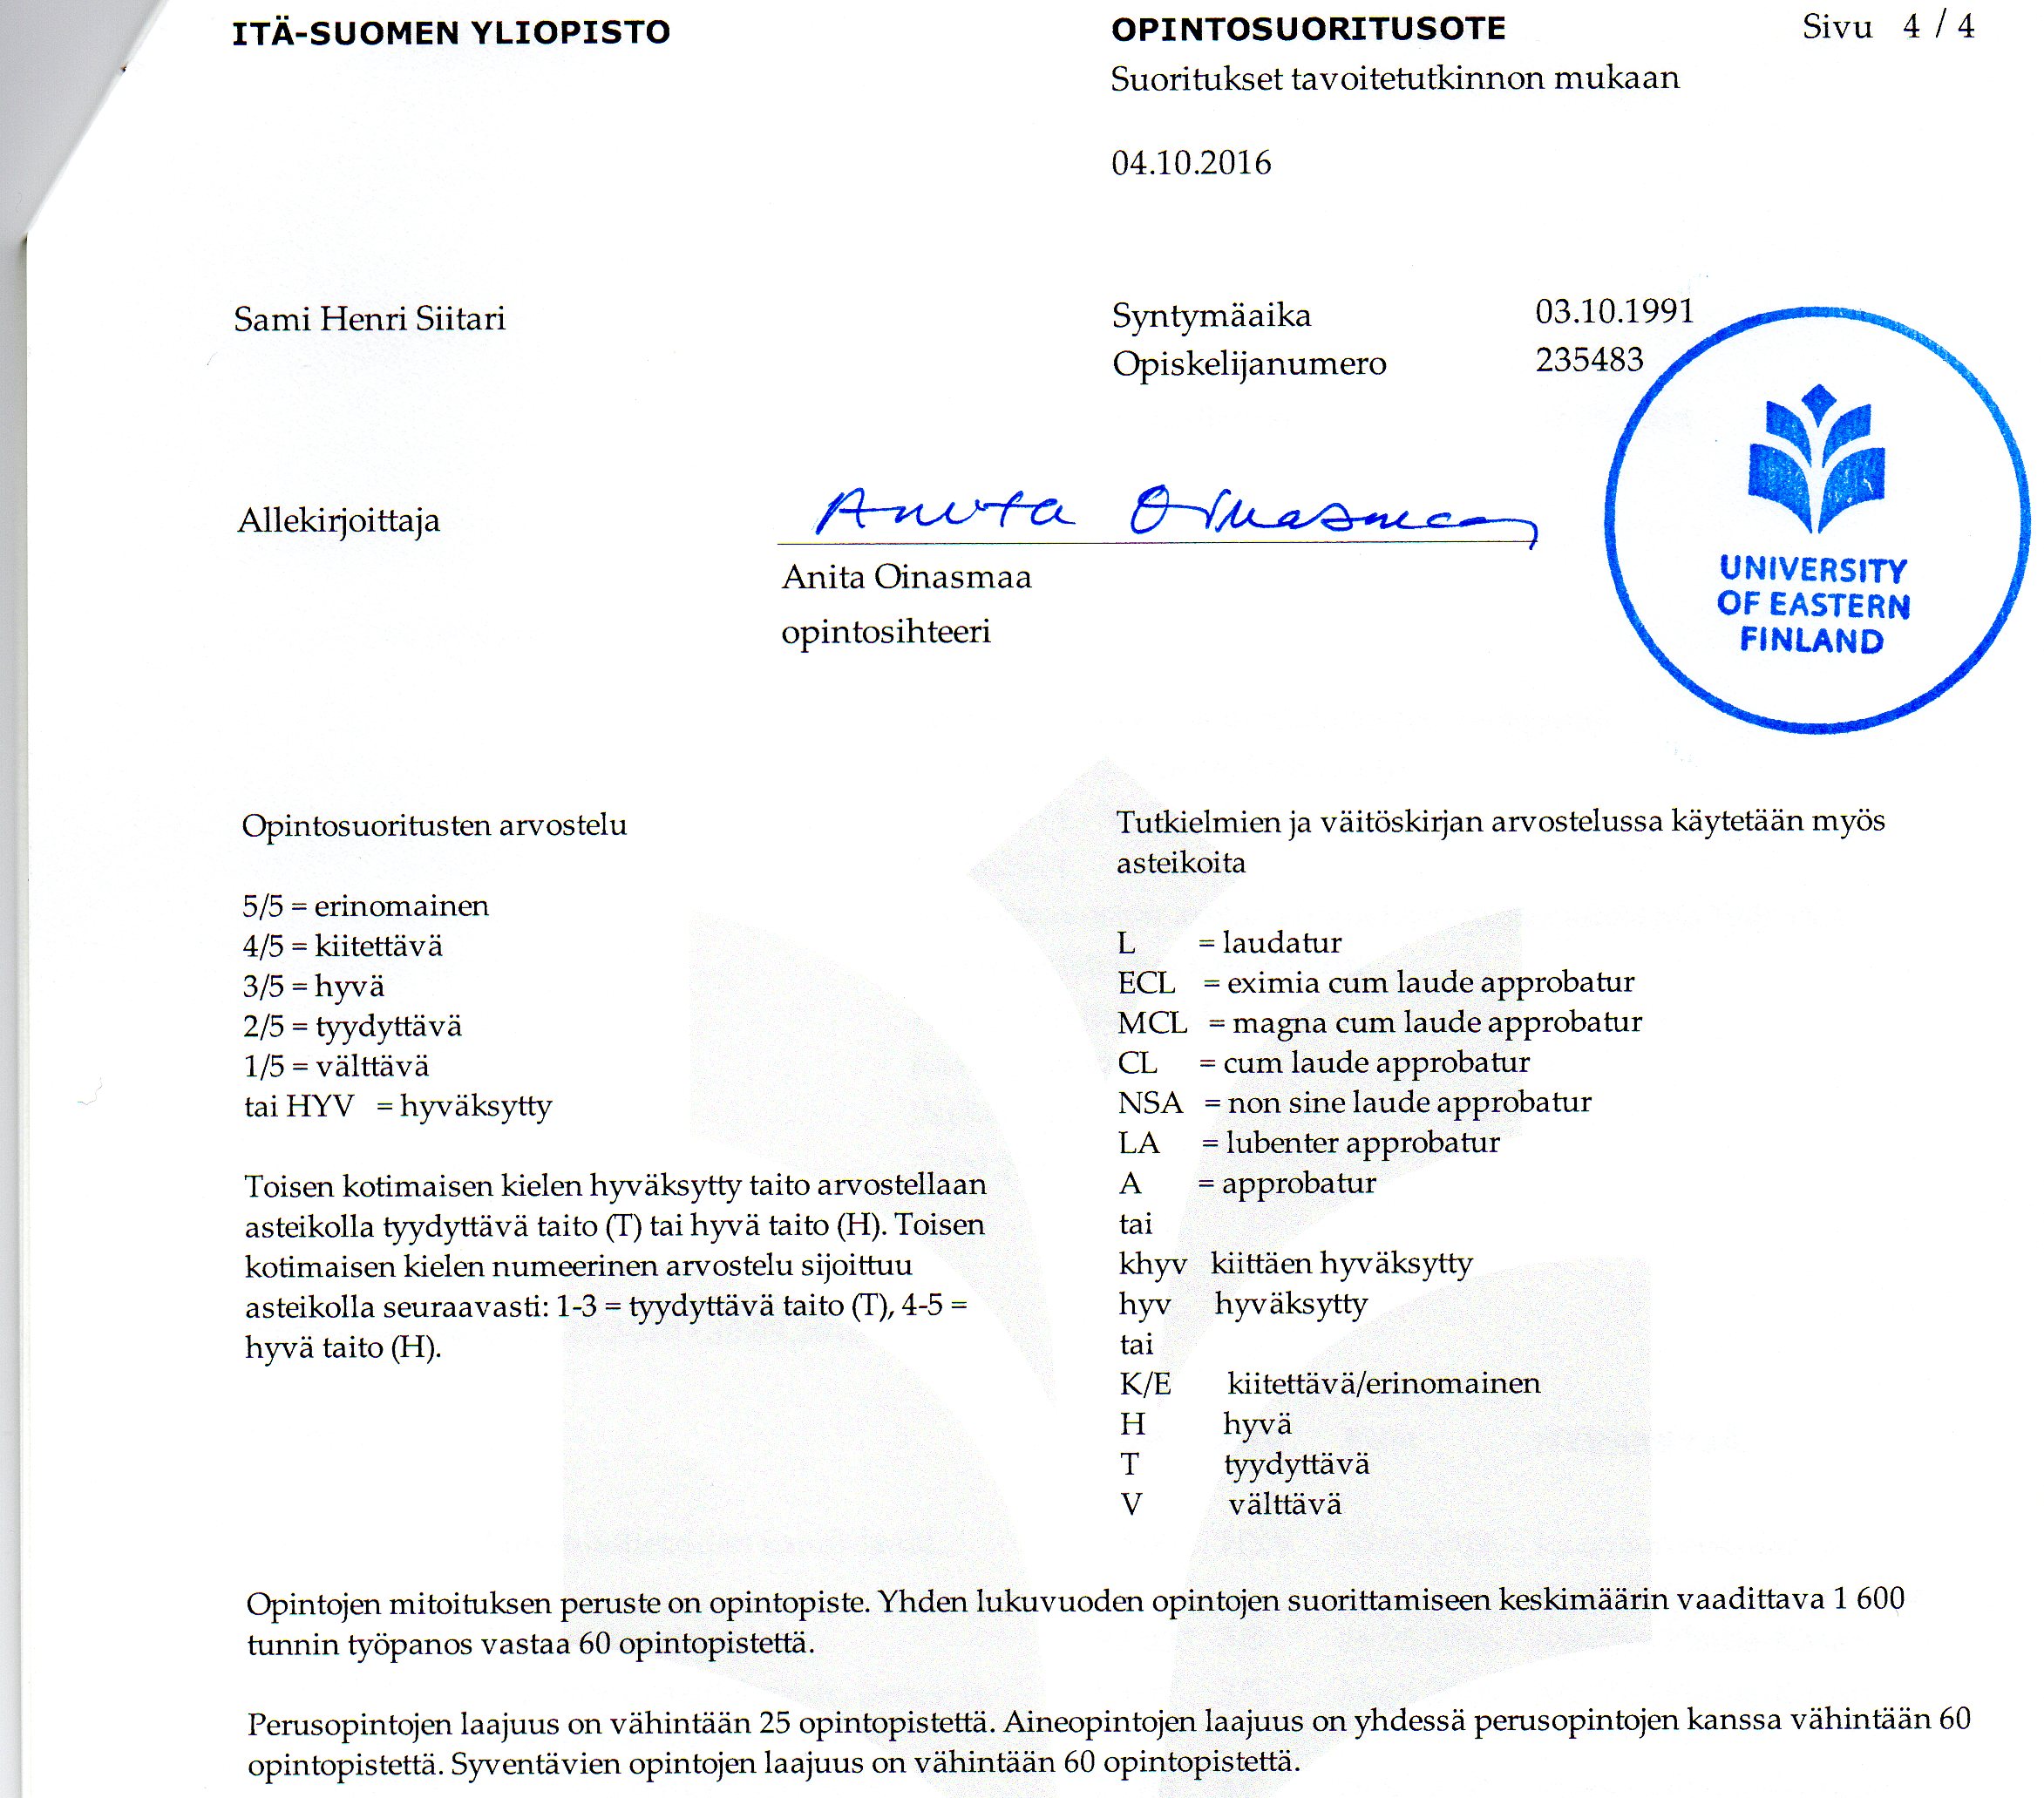 ITÄ-SUOMEN YLIOPISTO
OPINTOSUORITUSOTE
Sivu 4 / 4
Suoritukset tavoitetutkinnon mukaan
04.10.2016
Sami Henri Siitari
Syntymäaika 03.10.1991
Opiskelijanumero 235483
Allekirjoittaja
Anita Oinasmaa
Anita Oinasmaa
opintosihteeri
UNIVERSITY
OF EASTERN
FINLAND
Opintosuoritusten arvostelu
5/5 = erinomainen
4/5 = kiitettävä
3/5 = hyvä
2/5 = tyydyttävä
1/5 = välttävä
tai HYV = hyväksytty
Toisen kotimaisen kielen hyväksytty taito arvostellaan
asteikolla tyydyttävä taito (T) tai hyvä taito (H). Toisen
kotimaisen kielen numeerinen arvostelu sijoittuu
asteikolla seuraavasti: 1-3 = tyydyttävä taito (T), 4-5 =
hyvä taito (H).
Tutkielmien ja väitöskirjan arvostelussa käytetään myös
asteikoita
L = laudatur
ECL = eximia cum laude approbatur
MCL = magna cum laude approbatur
CL = cum laude approbatur
NSA = non sine laude approbatur
LA = lubenter approbatur
A = approbatur
tai
khyv kiittäen hyväksytty
hyv hyväksytty
tai
K/E kiitettävä/erinomainen
H hyvä
T tyydyttävä
V välttävä
Opintojen mitoituksen peruste on opintopiste. Yhden lukuvuoden opintojen suorittamiseen keskimäärin vaadittava 1 600
tunnin työpanos vastaa 60 opintopistettä.
Perusopintojen laajuus on vähintään 25 opintopistettä. Aineopintojen laajuus on yhdessä perusopintojen kanssa vähintään 60
opintopistettä. Syventävien opintojen laajuus on vähintään 60 opintopistettä.